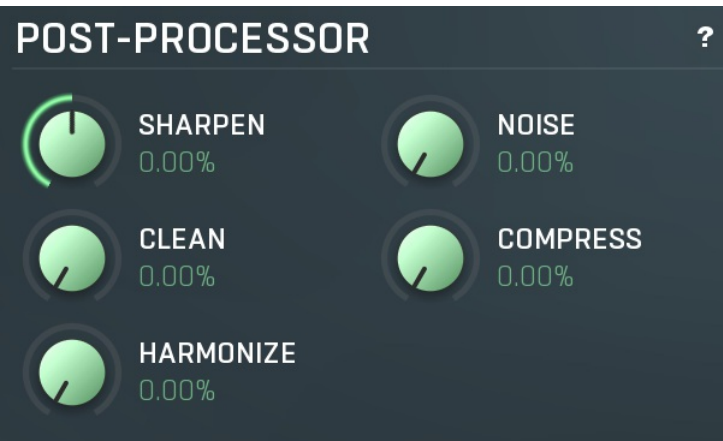 POST-PROCESSOR ?
SHARPEN NOISE
0.00% 0.00%
CLEAN COMPRESS
0.00% 0.00%
HARMONIZE
0.00%